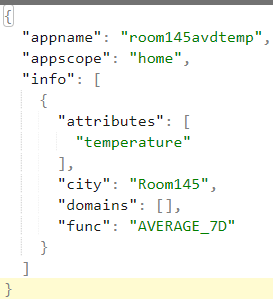 {
  "appname": "room145avdtemp",
  "appscope": "home",
  "info": [
    {
      "attributes": [
        "temperature"
      ],
      "city": "Room145",
      "domains": [],
      "func": "AVERAGE_7D"
    }
  ]
}